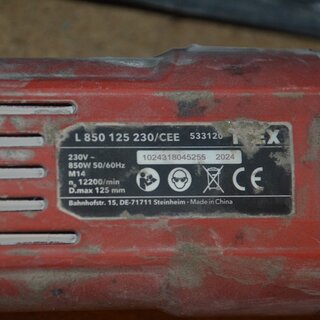 L 850 125 230/CEE 533120
230V ~ 1024318045255 2024
850W 50/60Hz
M14
n₀ 12200/min
D.max 125 mm
Bahnhofstr. 15, DE-71711 Steinheim · Made in China